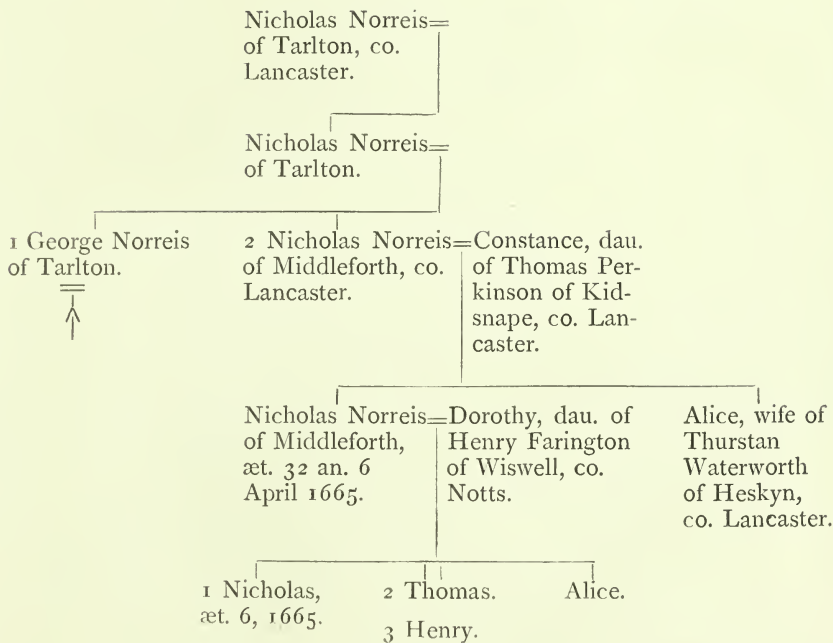 Nicholas Norreis=
of Tarlton, co.
Lancaster.
Nicholas Norreis=
of Tarlton.
1 George Norreis
of Tarlton.
2 Nicholas Norreis=Constance, dau.
of Middleforth, co.
Lancaster.
of Thomas Per-
kinson of Kid-
snape, co. Lan-
caster.
Nicholas Norreis=Dorothy, dau. of
of Middleforth,
æt. 32 an. 6
April 1665.
Henry Farington
of Wiswell, co.
Notts.
Alice, wife of
Thurstan
Waterworth
of Heskyn,
co. Lancaster.
1 Nicholas,
æt. 6, 1665.
2 Thomas.
3 Henry.
Alice.